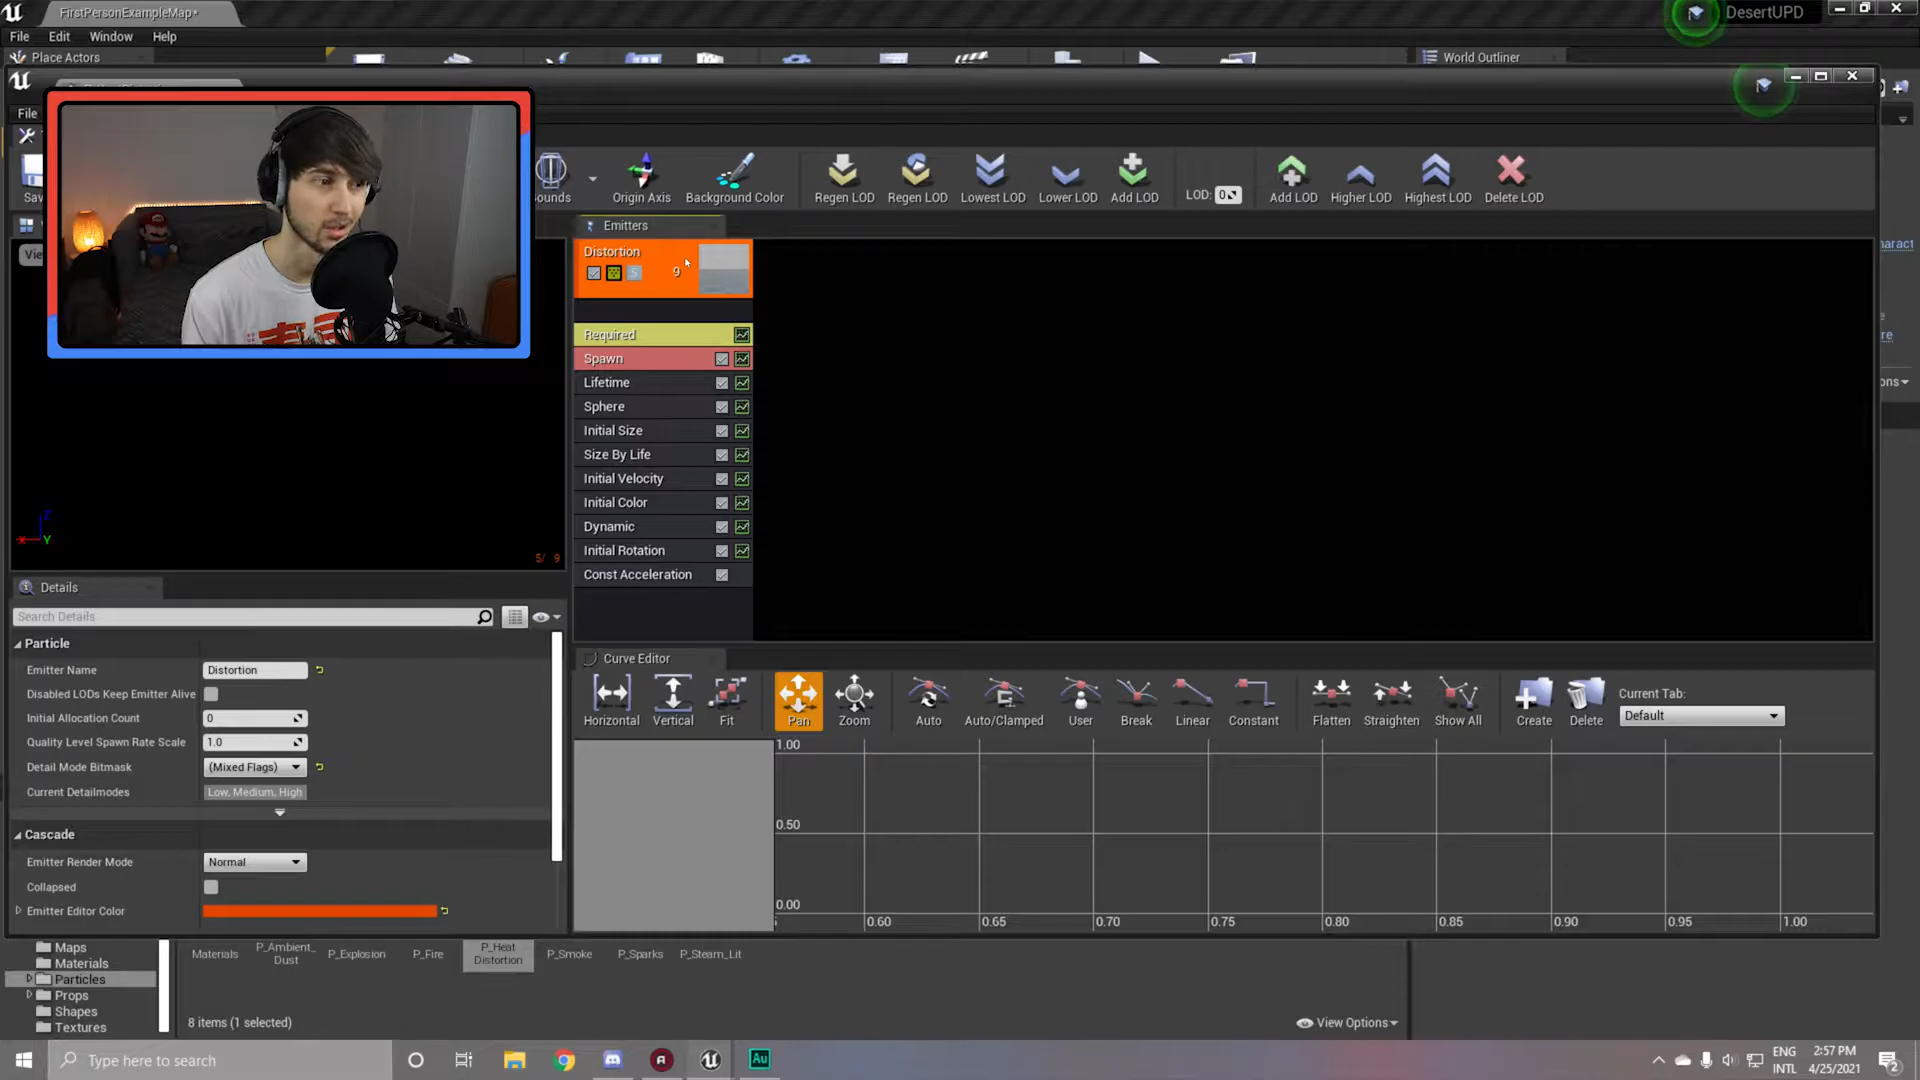 FirstPersonExampleMap*
DesertUPD
File Edit Window Help
Place Actors
World Outliner
File
Origin Axis
Background Color
Regen LOD
Regen LOD
Lowest LOD
Lower LOD
Add LOD
LOD: 0
Add LOD
Higher LOD
Highest LOD
Delete LOD
Emitters
Distortion
S
9
Required
Spawn
Lifetime
Sphere
Initial Size
Size By Life
Initial Velocity
Initial Color
Dynamic
Initial Rotation
Const Acceleration
Z
X
Y
5/ 9
Details
Search Details
Particle
Emitter Name Distortion
Disabled LODs Keep Emitter Alive
Initial Allocation Count 0
Quality Level Spawn Rate Scale 1.0
Detail Mode Bitmask (Mixed Flags)
Current Detailmodes Low, Medium, High
Cascade
Emitter Render Mode Normal
Collapsed
Emitter Editor Color
Curve Editor
Horizontal
Vertical
Fit
Pan
Zoom
Auto
Auto/Clamped
User
Break
Linear
Constant
Flatten
Straighten
Show All
Create
Delete
Current Tab:
Default
1.00
0.50
0.00
0.60 0.65 0.70 0.75 0.80 0.85 0.90 0.95 1.00
Maps
Materials
Particles
Props
Shapes
Textures
Materials
P_Ambient_
Dust
P_Explosion
P_Fire
P_Heat
Distortion
P_Smoke
P_Sparks
P_Steam_Lit
8 items (1 selected)
View Options
Type here to search
Au
ENG
INTL
2:57 PM
4/25/2021
2